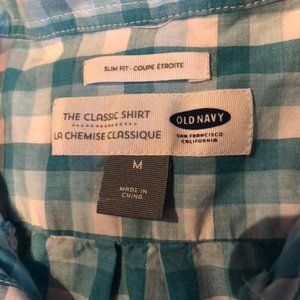 SLIM FIT · COUPE ÉTROITE
THE CLASSIC SHIRT
LA CHEMISE CLASSIQUE
OLD NAVY
SAN FRANCISCO
CALIFORNIA
M
MADE IN
CHINA